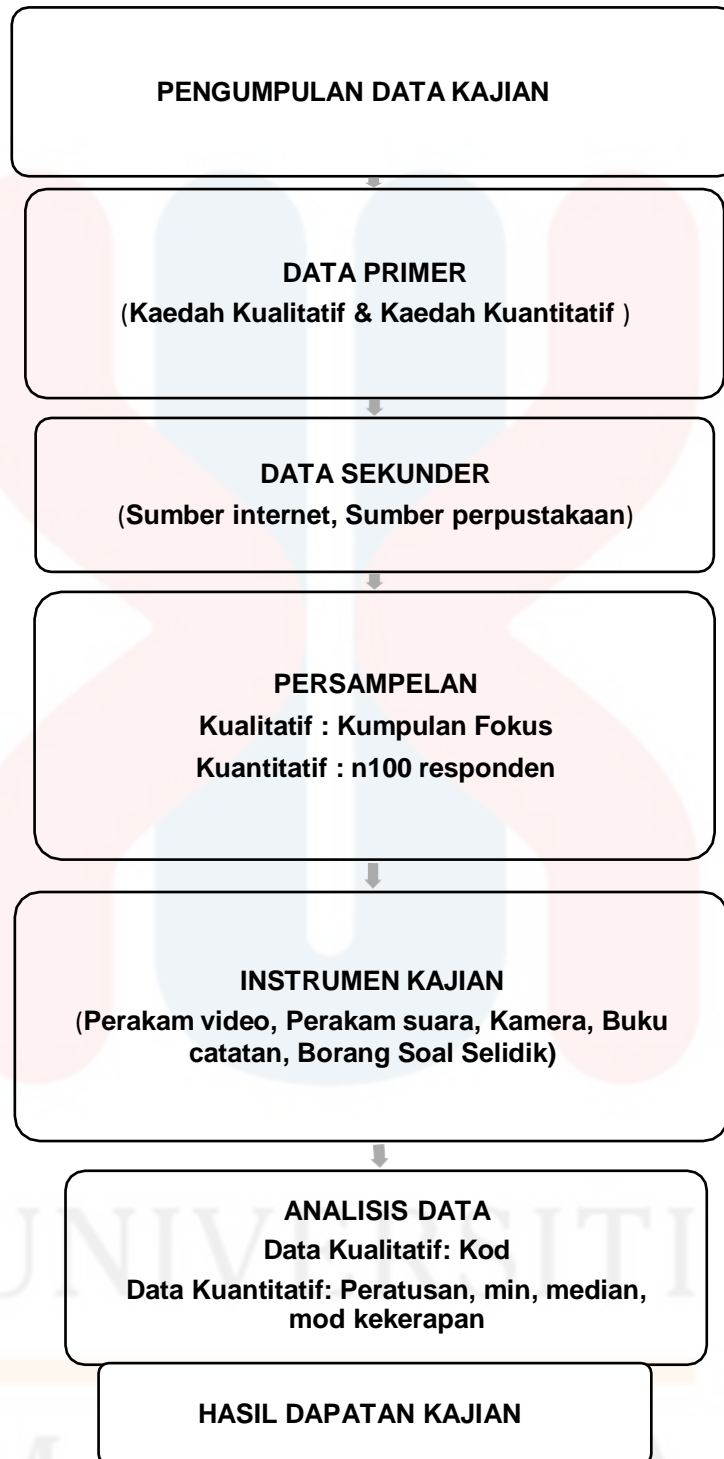 PENGUMPULAN DATA KAJIAN
DATA PRIMER
(Kaedah Kualitatif & Kaedah Kuantitatif )
DATA SEKUNDER
(Sumber internet, Sumber perpustakaan)
PERSAMPELAN
Kualitatif : Kumpulan Fokus
Kuantitatif : n100 responden
INSTRUMEN KAJIAN
(Perakam video, Perakam suara, Kamera, Buku
catatan, Borang Soal Selidik)
UNIVERSITI
ANALISIS DATA
Data Kualitatif: Kod
Data Kuantitatif: Peratusan, min, median,
mod kekerapan
HASIL DAPATAN KAJIAN